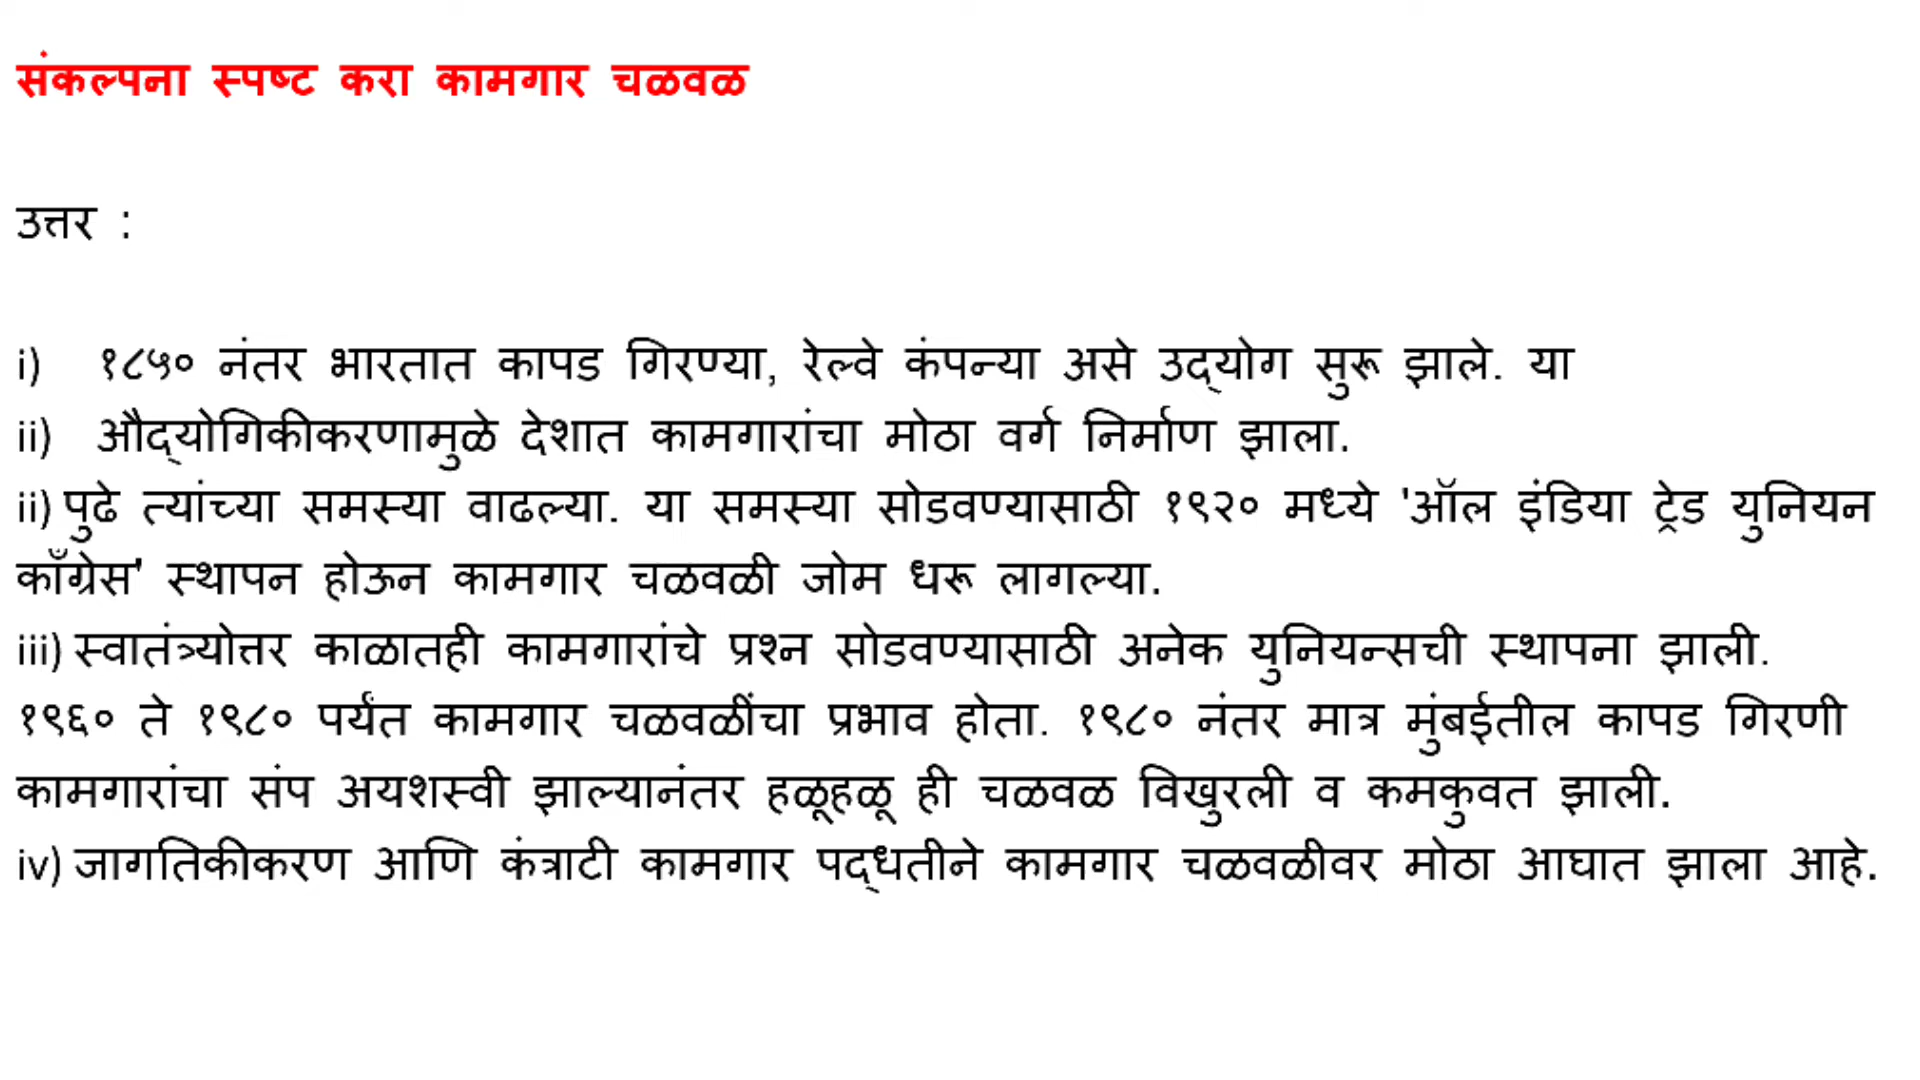 संकल्पना स्पष्ट करा कामगार चळवळ
उत्तर :
i) १८५० नंतर भारतात कापड गिरण्या, रेल्वे कंपन्या असे उद्‌योग सुरू झाले. या
ii) औद्‌योगिकीकरणामुळे देशात कामगारांचा मोठा वर्ग निर्माण झाला.
ii) पुढे त्यांच्या समस्या वाढल्या. या समस्या सोडवण्यासाठी १९२० मध्ये 'ऑल इंडिया ट्रेड युनियन
काँग्रेस' स्थापन होऊन कामगार चळवळी जोम धरू लागल्या.
iii) स्वातंत्र्योत्तर काळातही कामगारांचे प्रश्न सोडवण्यासाठी अनेक युनियन्सची स्थापना झाली.
१९६० ते १९८० पर्यंत कामगार चळवळींचा प्रभाव होता. १९८० नंतर मात्र मुंबईतील कापड गिरणी
कामगारांचा संप अयशस्वी झाल्यानंतर हळूहळू ही चळवळ विखुरली व कमकुवत झाली.
iv) जागतिकीकरण आणि कंत्राटी कामगार पद्‌धतीने कामगार चळवळीवर मोठा आघात झाला आहे.